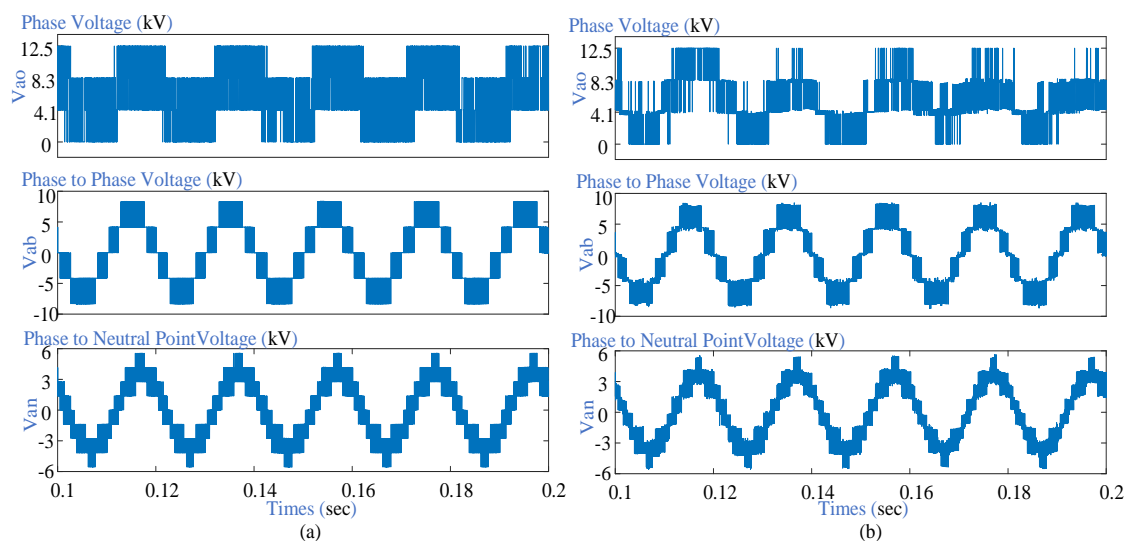 Phase Voltage (kV)
Vao
12.5
8.3
4.1
0
Phase to Phase Voltage (kV)
Vab
10
5
0
-5
-10
Phase to Neutral PointVoltage (kV)
Van
6
3
0
-3
-6
0.1 0.12 0.14 0.16 0.18 0.2
Times (sec)
(a)
Phase Voltage (kV)
Vao
12.5
8.3
4.1
0
Phase to Phase Voltage (kV)
Vab
10
5
0
-5
-10
Phase to Neutral PointVoltage (kV)
Van
6
3
0
-3
-6
0.1 0.12 0.14 0.16 0.18 0.2
Times (sec)
(b)